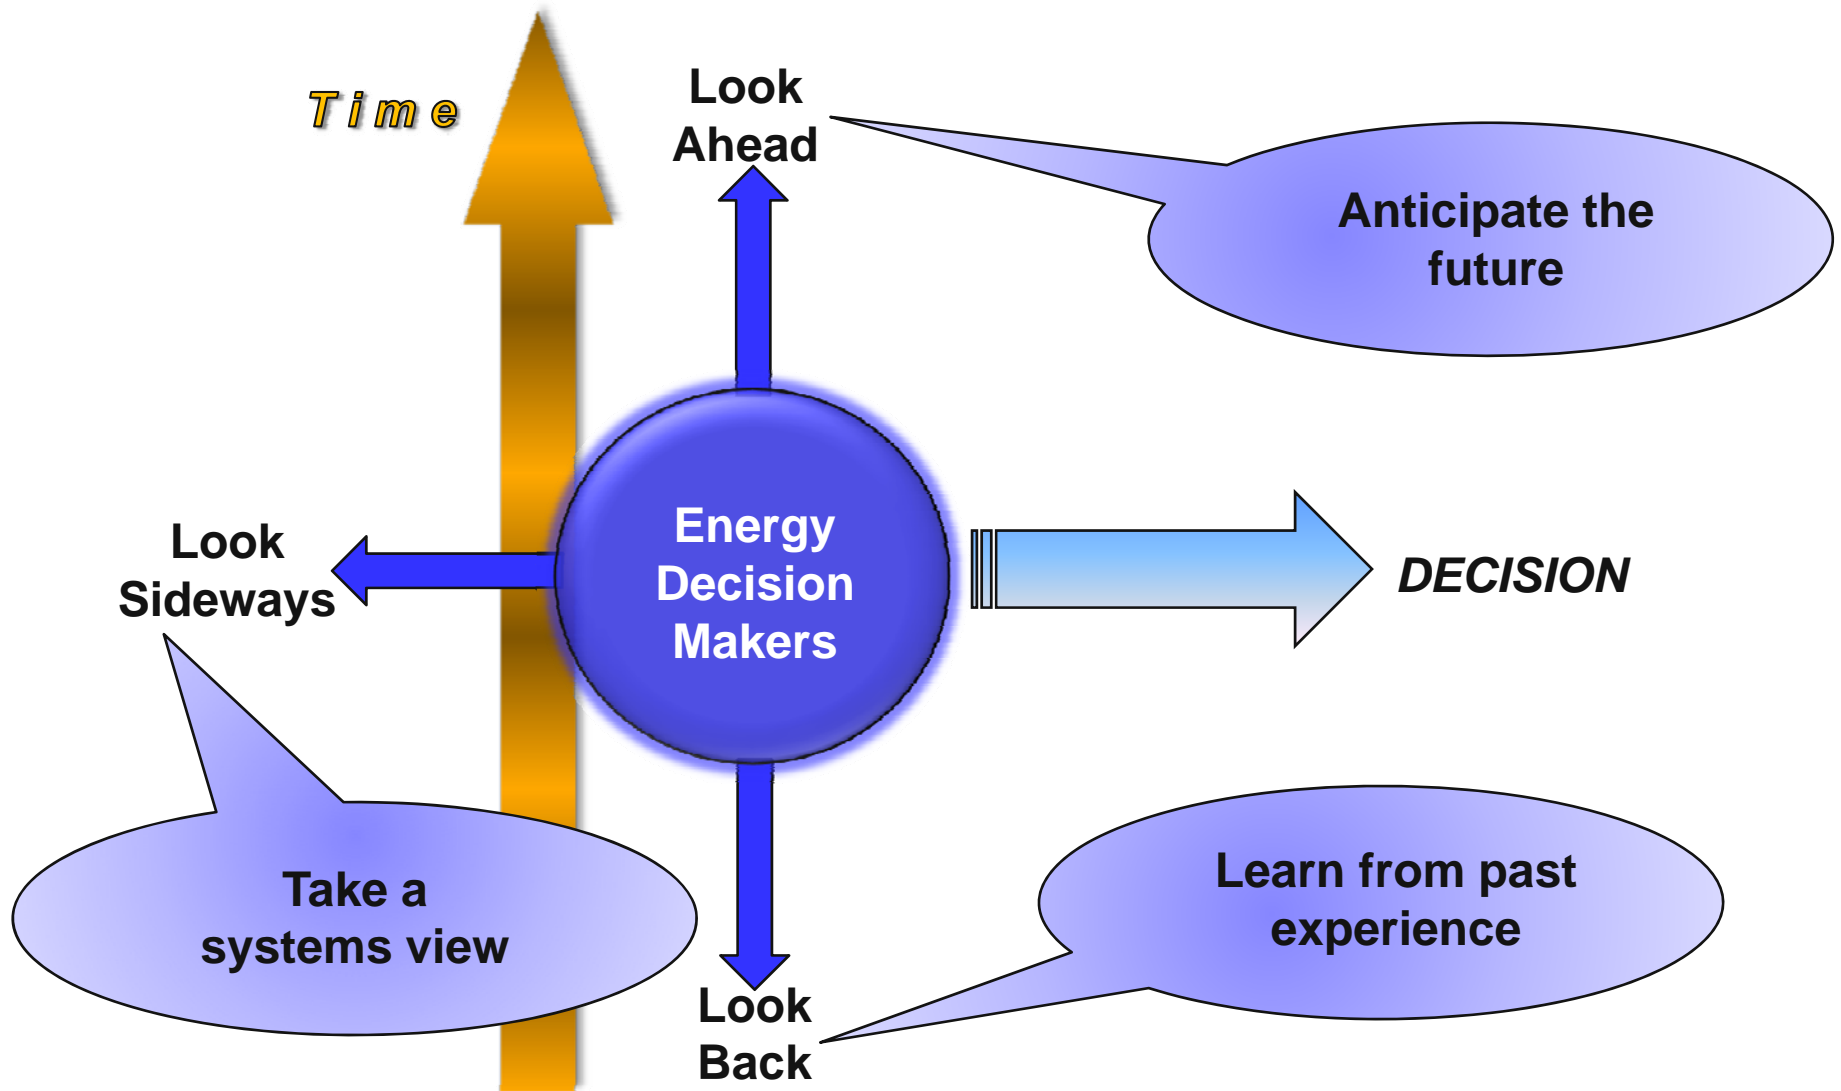 Time
Look
Ahead
Anticipate the
future
Look
Sideways
Energy
Decision
Makers
DECISION
Take a
systems view
Learn from past
experience
Look
Back